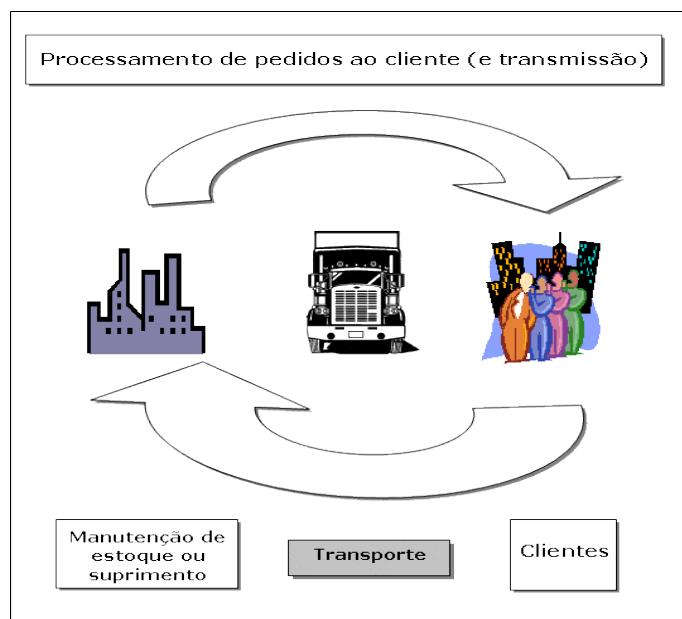 Processamento de pedidos ao cliente (e transmissão)
Manutenção de
estoque ou
suprimento
Transporte
Clientes